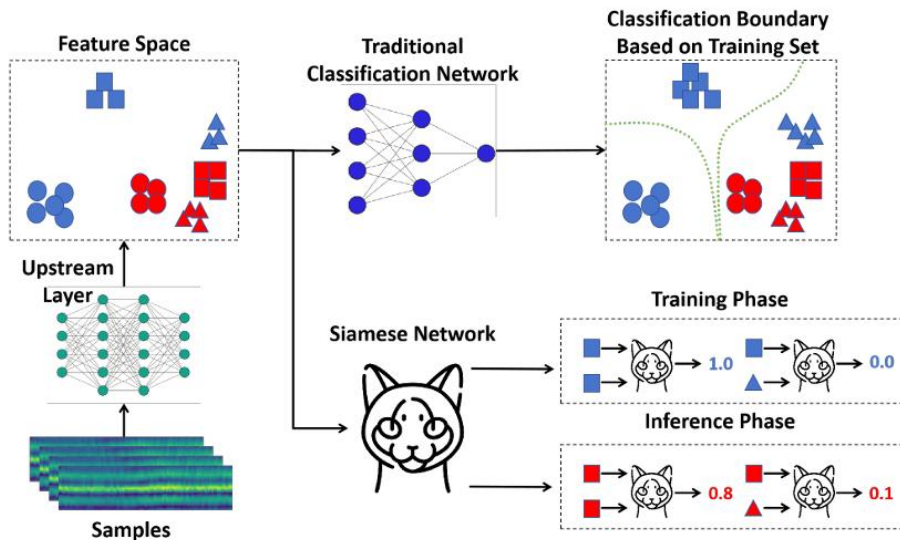 Feature Space
Traditional
Classification Network
Classification Boundary
Based on Training Set
Upstream
Layer
Samples
Siamese Network
Training Phase
1.0
0.0
Inference Phase
0.8
0.1